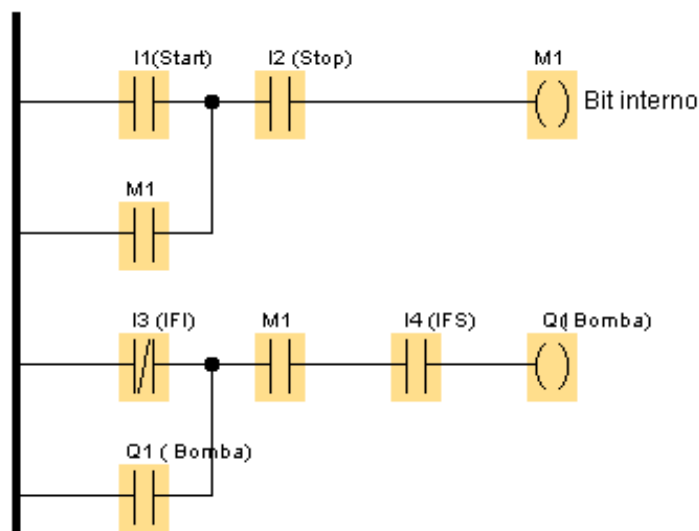 I1(Start)
I2 (Stop)
M1
Bit interno
M1
I3 (IFI)
M1
I4 (IFS)
Q( Bomba)
Q1 ( Bomba)